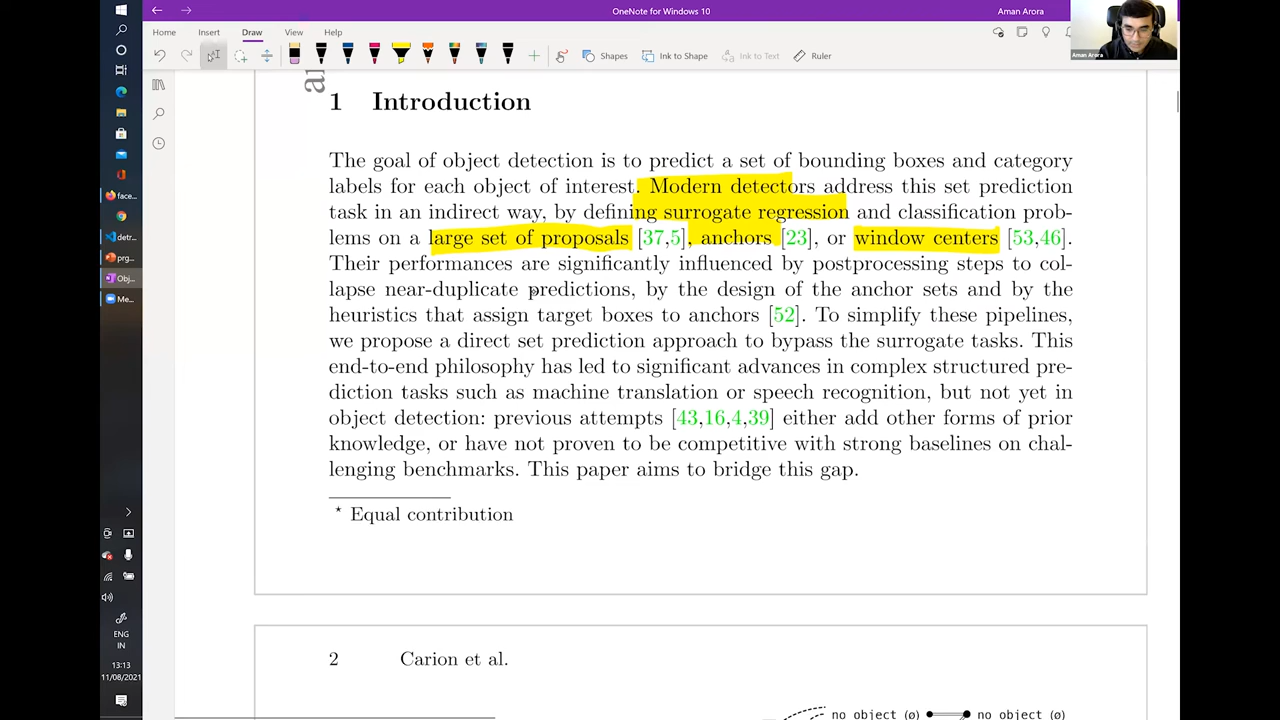 OneNote for Windows 10
Aman Arora
Home
Insert
Draw
View
Help
Shapes
Ink to Shape
Ink to Text
Math
Ruler
Aman Arora
ar
1 Introduction
The goal of object detection is to predict a set of bounding boxes and category
labels for each object of interest. Modern detectors address this set prediction
task in an indirect way, by defining surrogate regression and classification prob-
lems on a large set of proposals [37,5], anchors [23], or window centers [53,46].
Their performances are significantly influenced by postprocessing steps to col-
lapse near-duplicate predictions, by the design of the anchor sets and by the
heuristics that assign target boxes to anchors [52]. To simplify these pipelines,
we propose a direct set prediction approach to bypass the surrogate tasks. This
end-to-end philosophy has led to significant advances in complex structured pre-
diction tasks such as machine translation or speech recognition, but not yet in
object detection: previous attempts [43,16,4,39] either add other forms of prior
knowledge, or have not proven to be competitive with strong baselines on chal-
lenging benchmarks. This paper aims to bridge this gap.
* Equal contribution
2 Carion et al.
no object (ø) no object (ø)
face...
detr...
prg...
Obj...
Me...
ENG
IN
13:13
11/08/2021